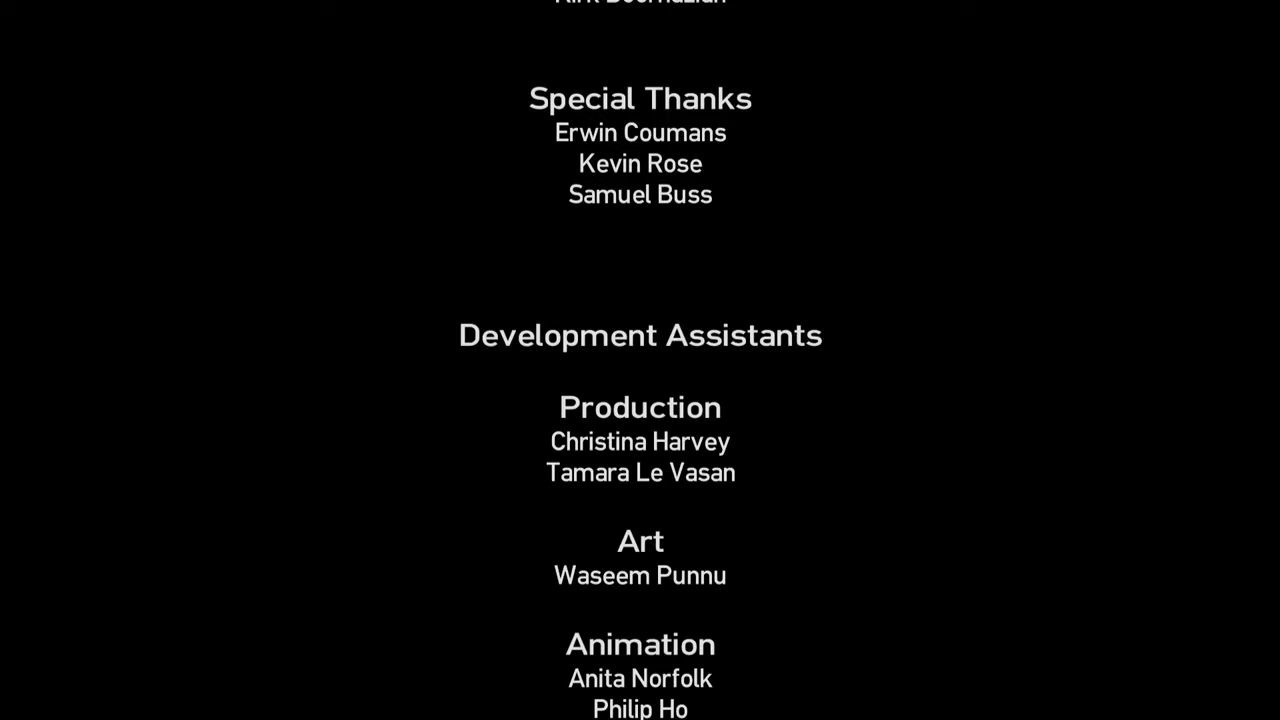 Special Thanks
Erwin Coumans
Kevin Rose
Samuel Buss
Development Assistants
Production
Christina Harvey
Tamara Le Vasan
Art
Waseem Punnu
Animation
Anita Norfolk
Philip Ho